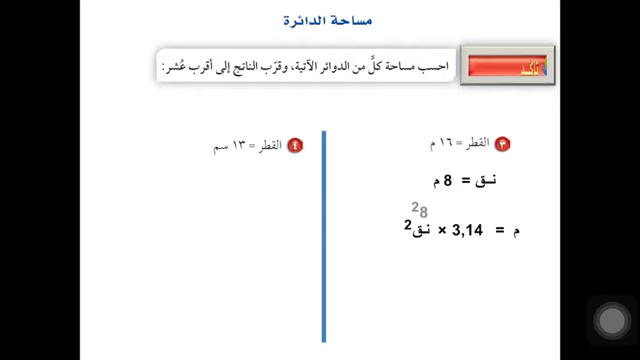 مساحة الدائرة
تأكد
احسب مساحة كلٍّ من الدوائر الآتية، وقرّب الناتج إلى أقرب عُشر:
٣ القطر = ١٦ م
نـق = 8 م
8²
م = 3,14 × نـق²
٤ القطر = ١٣ سم